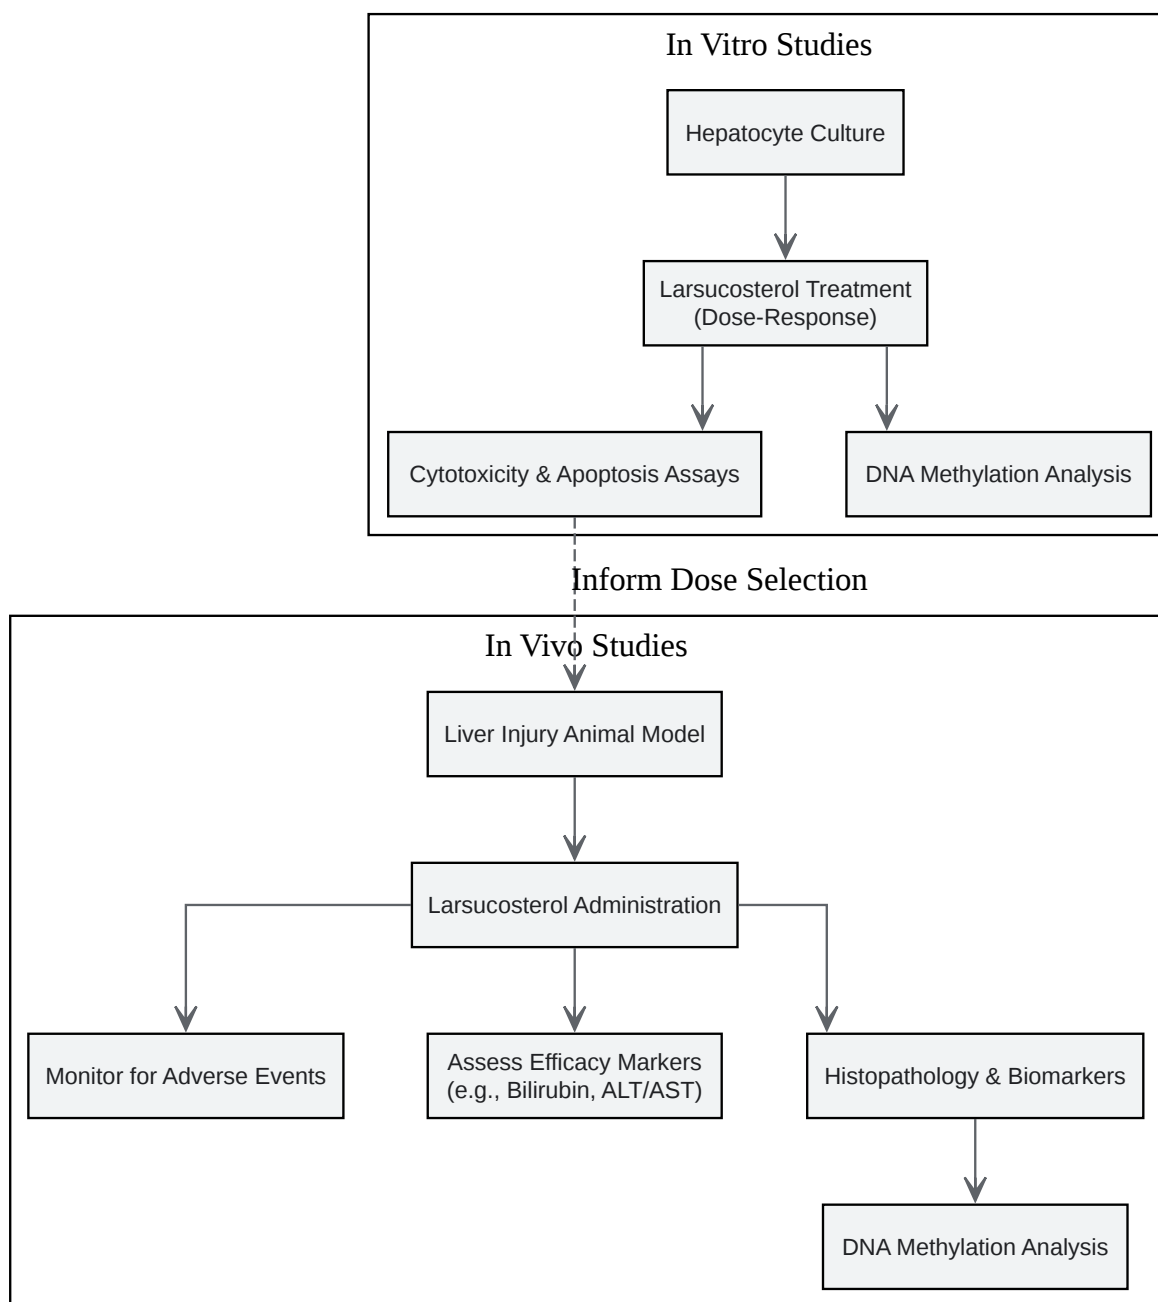 In Vitro Studies
Hepatocyte Culture
Larsucosterol Treatment
(Dose-Response)
Cytotoxicity & Apoptosis Assays
DNA Methylation Analysis
Inform Dose Selection
In Vivo Studies
Liver Injury Animal Model
Larsucosterol Administration
Monitor for Adverse Events
Assess Efficacy Markers
(e.g., Bilirubin, ALT/AST)
Histopathology & Biomarkers
DNA Methylation Analysis